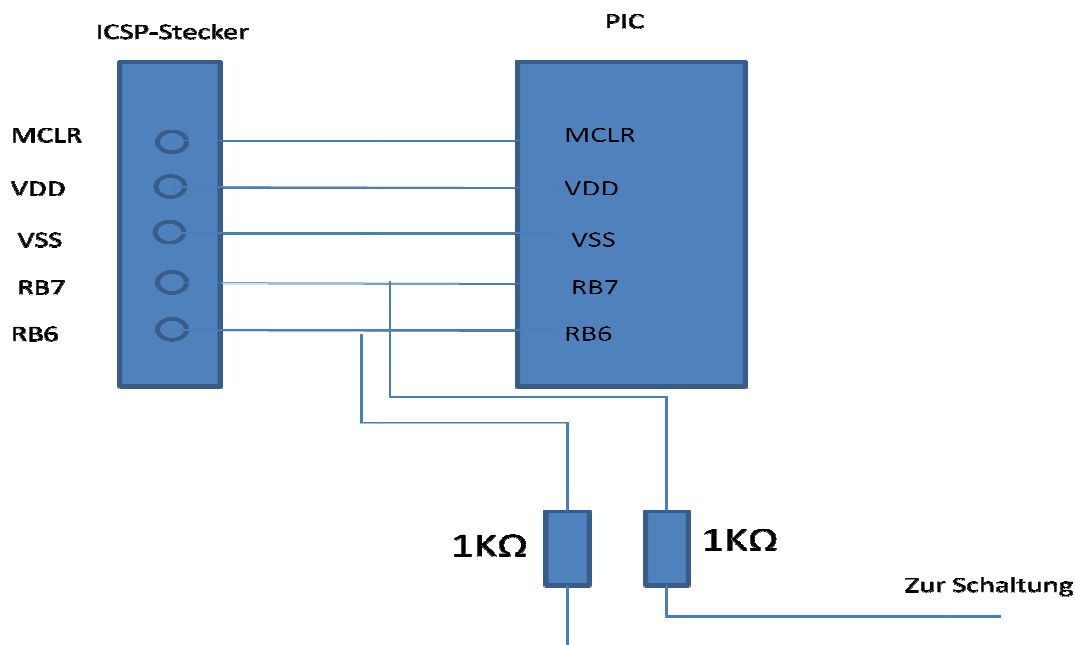 ICSP-Stecker
PIC
MCLR
MCLR
VDD
VDD
VSS
VSS
RB7
RB7
RB6
RB6
1KΩ
1KΩ
Zur Schaltung